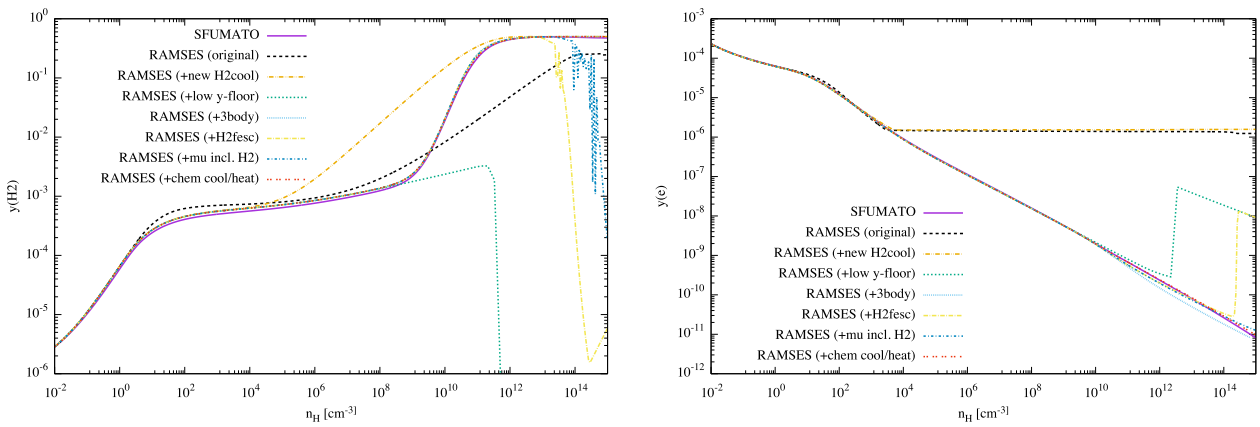 10^0
10^-1
10^-2
10^-3
10^-4
10^-5
10^-6
y(H2)
SFUMATO
RAMSES (original)
RAMSES (+new H2cool)
RAMSES (+low y-floor)
RAMSES (+3body)
RAMSES (+H2fesc)
RAMSES (+mu incl. H2)
RAMSES (+chem cool/heat)
10^-2 10^0 10^2 10^4 10^6 10^8 10^10 10^12 10^14
n_H [cm^-3]
10^-3
10^-4
10^-5
10^-6
10^-7
10^-8
10^-9
10^-10
10^-11
10^-12
y(e)
SFUMATO
RAMSES (original)
RAMSES (+new H2cool)
RAMSES (+low y-floor)
RAMSES (+3body)
RAMSES (+H2fesc)
RAMSES (+mu incl. H2)
RAMSES (+chem cool/heat)
10^-2 10^0 10^2 10^4 10^6 10^8 10^10 10^12 10^14
n_H [cm^-3]